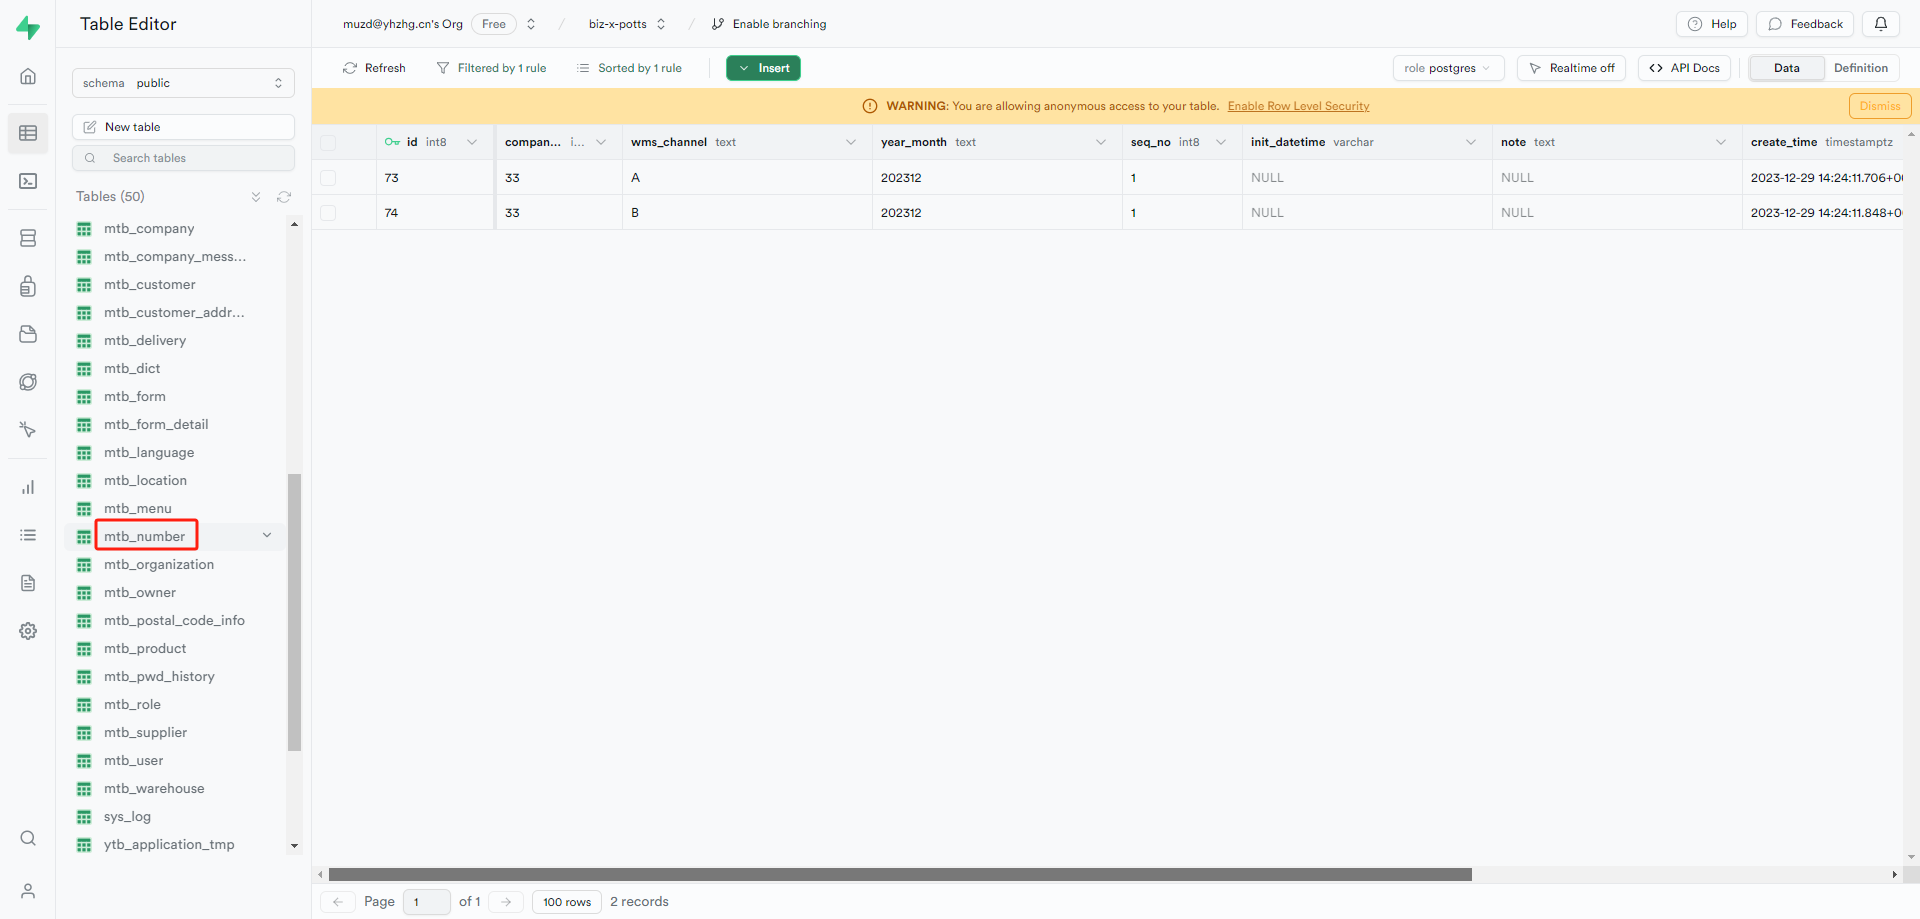 Table Editor
muzd@yhzhg.cn's Org Free / biz-x-potts / Enable branching
Help Feedback
schema public
Refresh Filtered by 1 rule Sorted by 1 rule Insert
role postgres Realtime off API Docs Data Definition
WARNING: You are allowing anonymous access to your table. Enable Row Level Security Dismiss
New table
Search tables
Tables (50)
mtb_company
mtb_company_mess...
mtb_customer
mtb_customer_addr...
mtb_delivery
mtb_dict
mtb_form
mtb_form_detail
mtb_language
mtb_location
mtb_menu
mtb_number
mtb_organization
mtb_owner
mtb_postal_code_info
mtb_product
mtb_pwd_history
mtb_role
mtb_supplier
mtb_user
mtb_warehouse
sys_log
ytb_application_tmp
id int8 compan... i... wms_channel text year_month text seq_no int8 init_datetime varchar note text create_time timestamptz
73 33 A 202312 1 NULL NULL 2023-12-29 14:24:11.706+0
74 33 B 202312 1 NULL NULL 2023-12-29 14:24:11.848+0
Page 1 of 1 100 rows 2 records